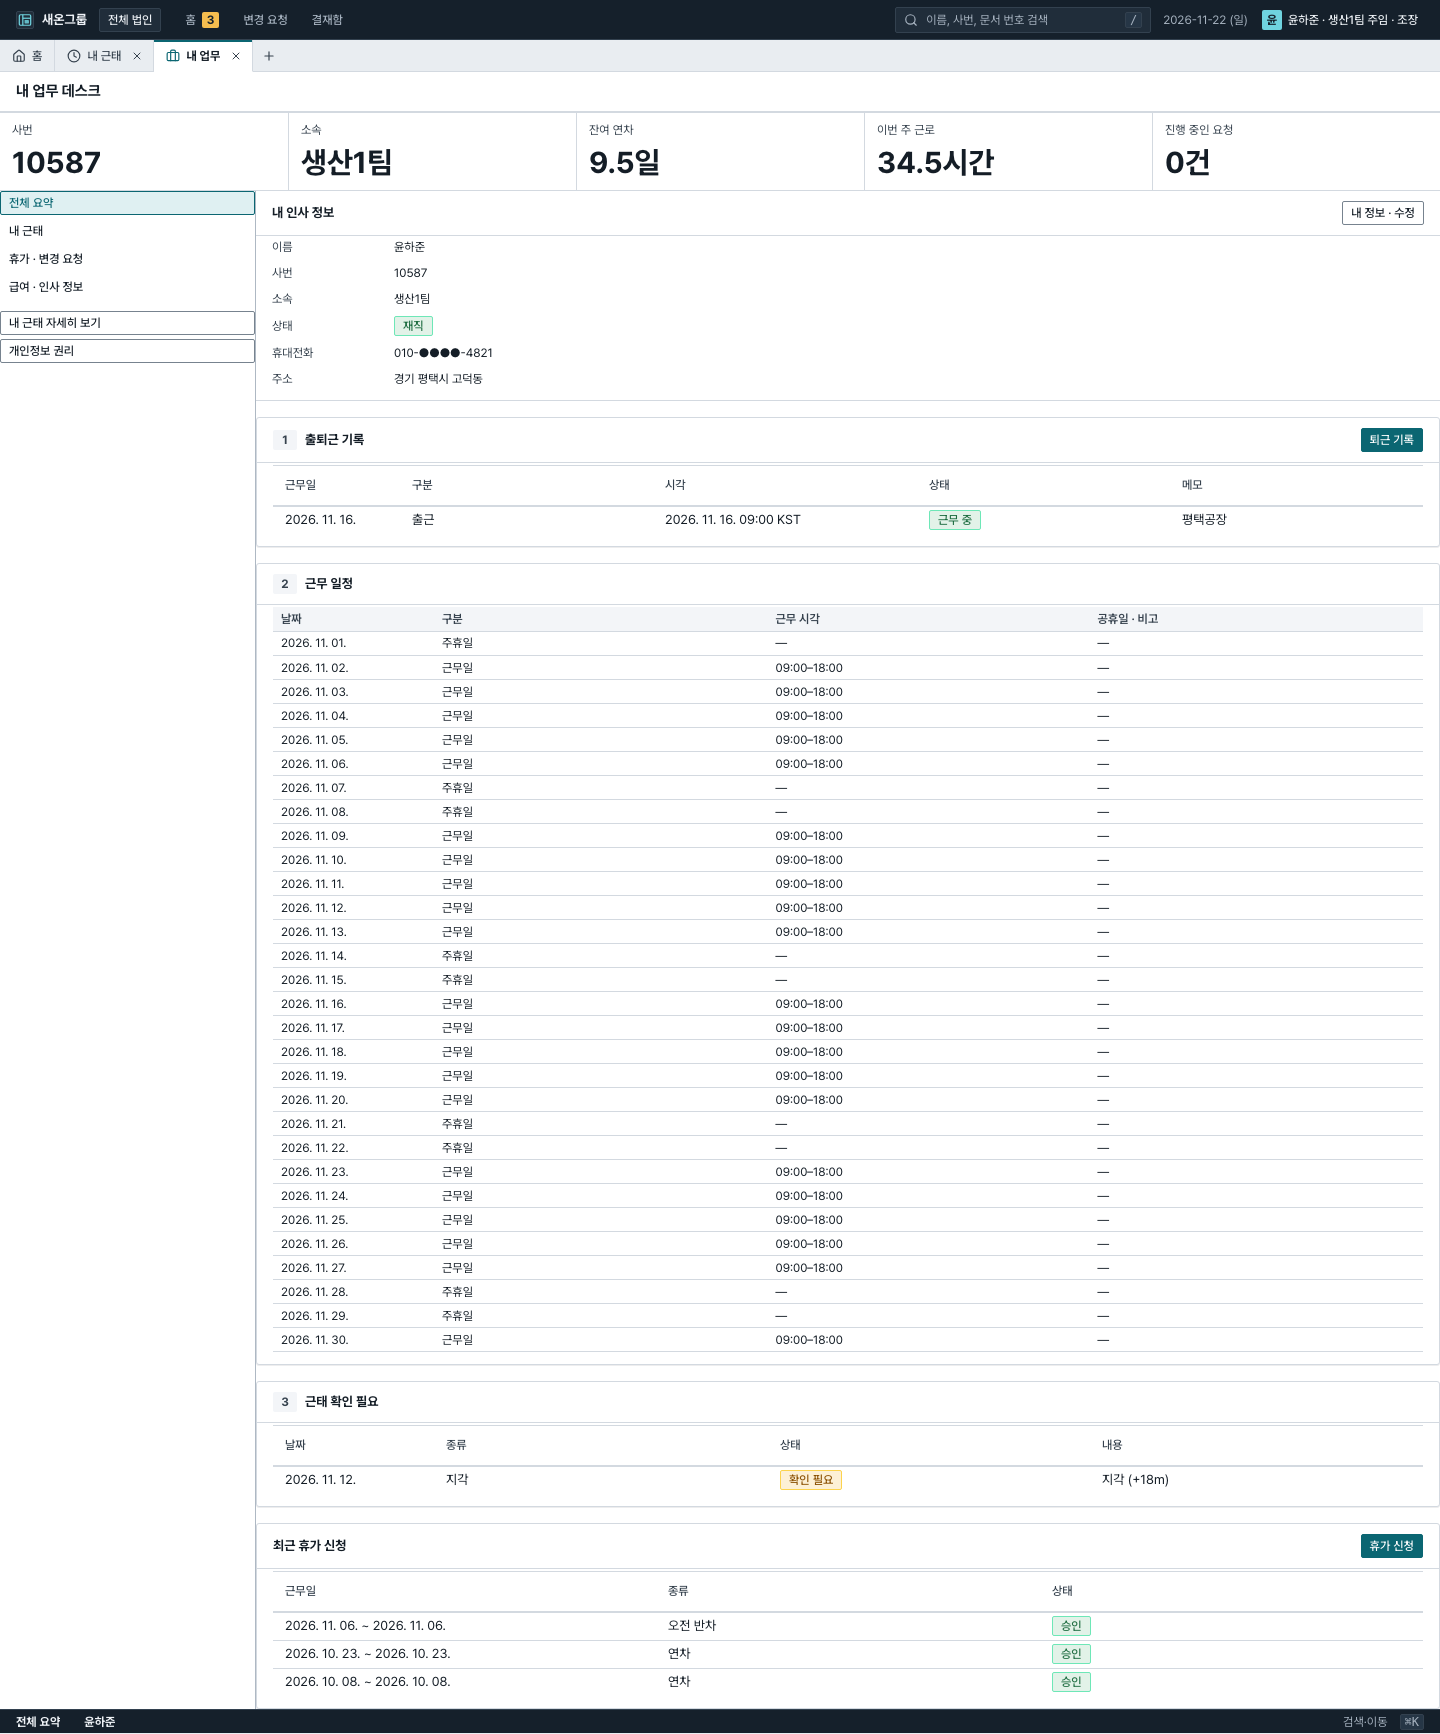 새온그룹 전체 법인 홈 3 변경 요청 결재함 이름, 사번, 문서 번호 검색 / 2026-11-22 (일) 윤 윤하준 · 생산1팀 주임 · 조장
홈 내 근태 내 업무
내 업무 데스크
사번 소속 잔여 연차 이번 주 근로 진행 중인 요청
10587 생산1팀 9.5일 34.5시간 0건
전체 요약
내 근태
휴가 · 변경 요청
급여 · 인사 정보
내 근태 자세히 보기
개인정보 권리
내 인사 정보 내 정보 · 수정
이름 윤하준
사번 10587
소속 생산1팀
상태 재직
휴대전화 010-●●●●-4821
주소 경기 평택시 고덕동
1 출퇴근 기록 퇴근 기록
근무일 구분 시각 상태 메모
2026. 11. 16. 출근 2026. 11. 16. 09:00 KST 근무 중 평택공장
2 근무 일정
날짜 구분 근무 시각 공휴일 · 비고
2026. 11. 01. 주휴일 — —
2026. 11. 02. 근무일 09:00–18:00 —
2026. 11. 03. 근무일 09:00–18:00 —
2026. 11. 04. 근무일 09:00–18:00 —
2026. 11. 05. 근무일 09:00–18:00 —
2026. 11. 06. 근무일 09:00–18:00 —
2026. 11. 07. 주휴일 — —
2026. 11. 08. 주휴일 — —
2026. 11. 09. 근무일 09:00–18:00 —
2026. 11. 10. 근무일 09:00–18:00 —
2026. 11. 11. 근무일 09:00–18:00 —
2026. 11. 12. 근무일 09:00–18:00 —
2026. 11. 13. 근무일 09:00–18:00 —
2026. 11. 14. 주휴일 — —
2026. 11. 15. 주휴일 — —
2026. 11. 16. 근무일 09:00–18:00 —
2026. 11. 17. 근무일 09:00–18:00 —
2026. 11. 18. 근무일 09:00–18:00 —
2026. 11. 19. 근무일 09:00–18:00 —
2026. 11. 20. 근무일 09:00–18:00 —
2026. 11. 21. 주휴일 — —
2026. 11. 22. 주휴일 — —
2026. 11. 23. 근무일 09:00–18:00 —
2026. 11. 24. 근무일 09:00–18:00 —
2026. 11. 25. 근무일 09:00–18:00 —
2026. 11. 26. 근무일 09:00–18:00 —
2026. 11. 27. 근무일 09:00–18:00 —
2026. 11. 28. 주휴일 — —
2026. 11. 29. 주휴일 — —
2026. 11. 30. 근무일 09:00–18:00 —
3 근태 확인 필요
날짜 종류 상태 내용
2026. 11. 12. 지각 확인 필요 지각 (+18m)
최근 휴가 신청 휴가 신청
근무일 종류 상태
2026. 11. 06. ~ 2026. 11. 06. 오전 반차 승인
2026. 10. 23. ~ 2026. 10. 23. 연차 승인
2026. 10. 08. ~ 2026. 10. 08. 연차 승인
전체 요약 윤하준 검색·이동 ⌘K